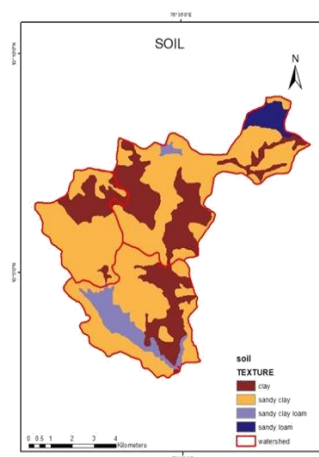 SOIL
N
soil
TEXTURE
clay
sandy clay
sandy clay loam
sandy loam
watershed
0 0.5 1 2 3 4
Kilometers